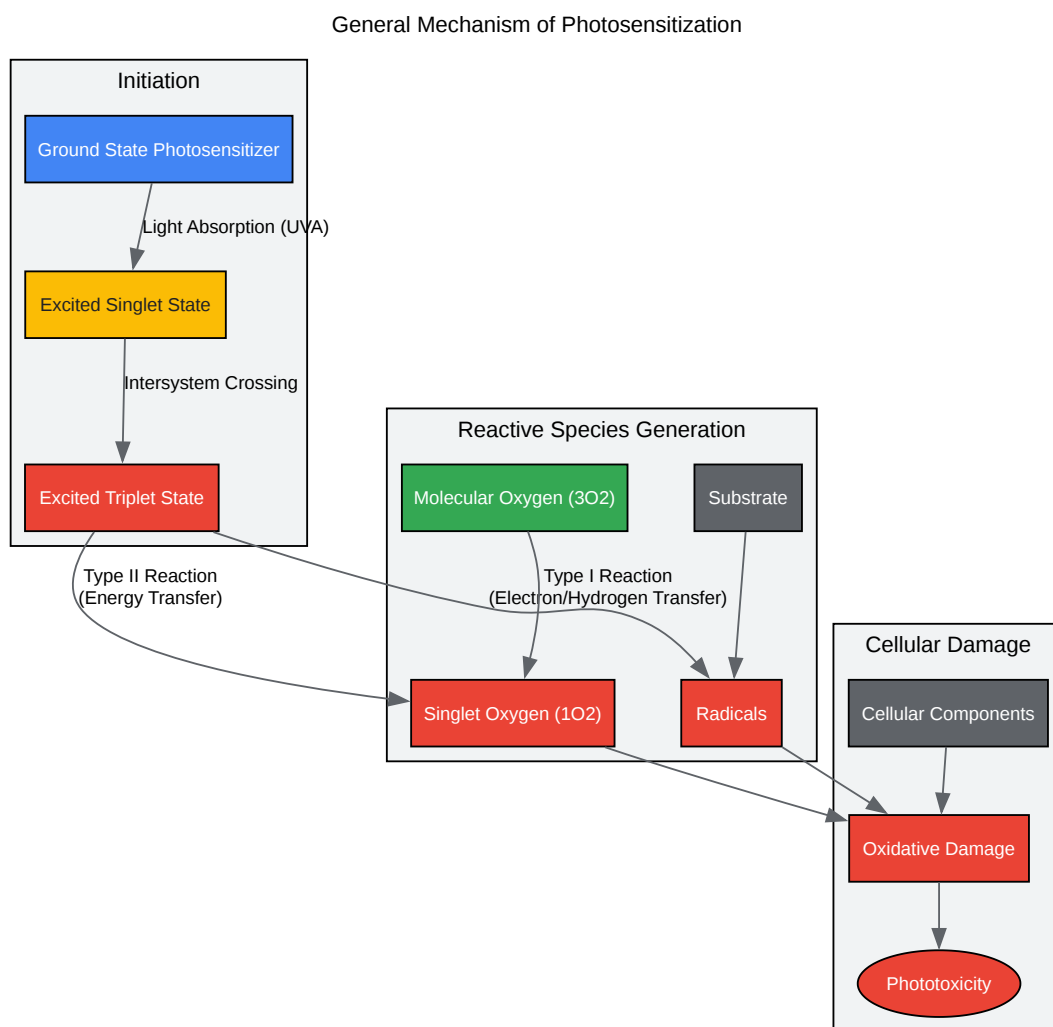 General Mechanism of Photosensitization
Initiation
Ground State Photosensitizer
Light Absorption (UVA)
Excited Singlet State
Intersystem Crossing
Excited Triplet State
Reactive Species Generation
Molecular Oxygen (3O2)
Substrate
Type II Reaction
(Energy Transfer)
Type I Reaction
(Electron/Hydrogen Transfer)
Singlet Oxygen (1O2)
Radicals
Cellular Damage
Cellular Components
Oxidative Damage
Phototoxicity